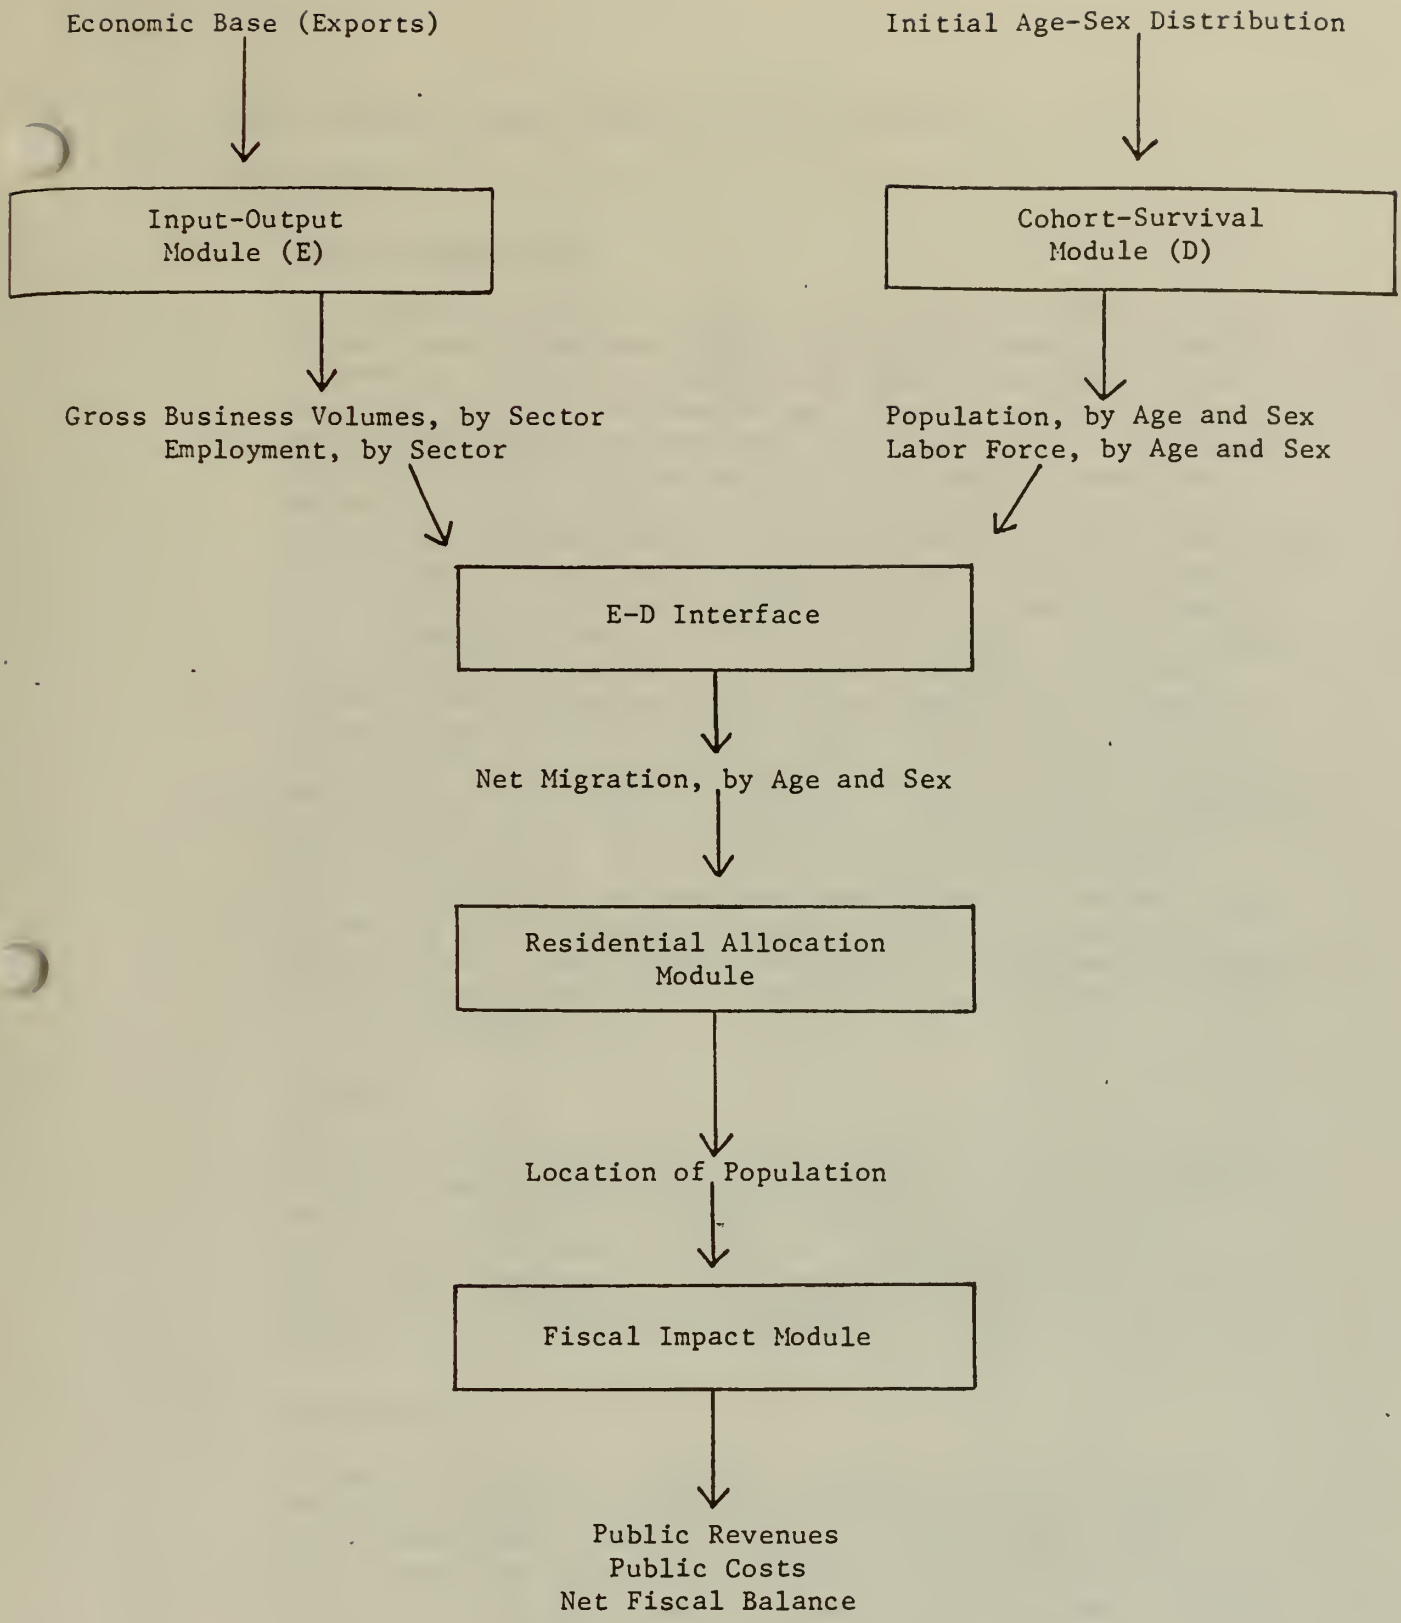 Economic Base (Exports)
Initial Age-Sex Distribution
Input-Output
Module (E)
Cohort-Survival
Module (D)
Gross Business Volumes, by Sector
Employment, by Sector
Population, by Age and Sex
Labor Force, by Age and Sex
E-D Interface
Net Migration, by Age and Sex
Residential Allocation
Module
Location of Population
Fiscal Impact Module
Public Revenues
Public Costs
Net Fiscal Balance